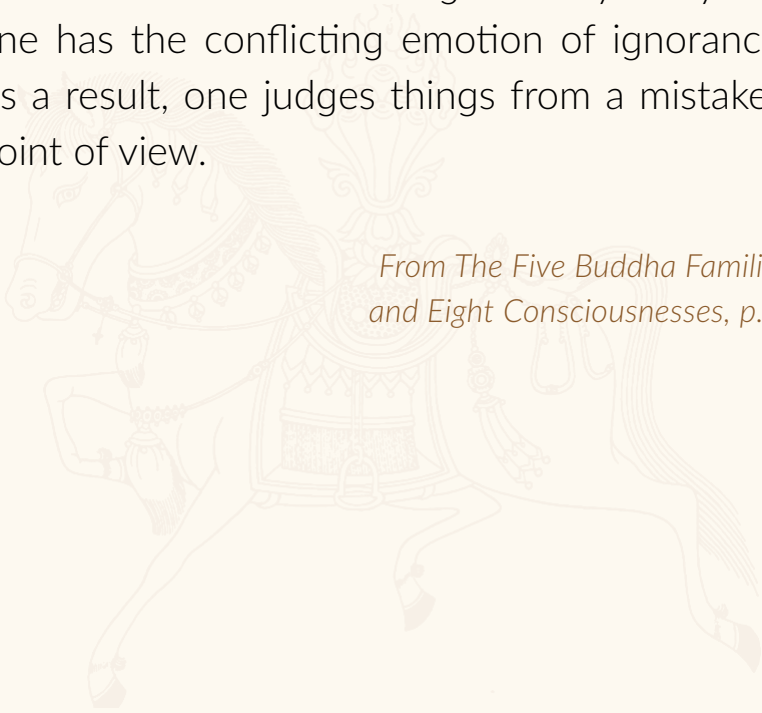 ne has the conflicting emotion of ignoranc
s a result, one judges things from a mistake
oint of view.
From The Five Buddha Famili
and Eight Consciousnesses, p.